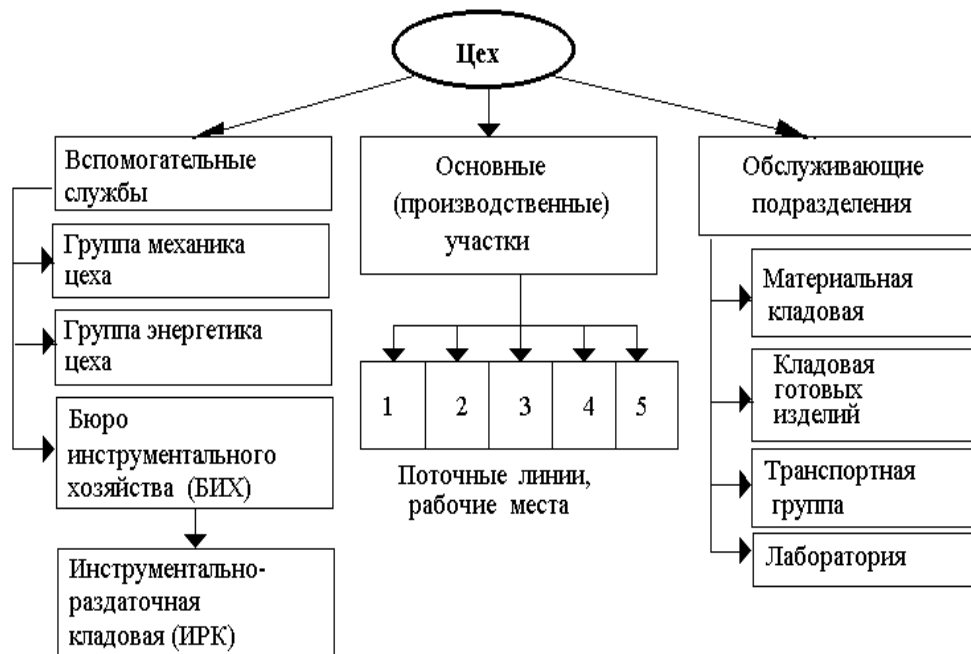 Цех
Вспомогательные
службы
Группа механика
цеха
Группа энергетика
цеха
Бюро
инструментального
хозяйства (БИХ)
Инструментально-
раздаточная
кладовая (ИРК)
Основные
(производственные)
участки
1 2 3 4 5
Поточные линии,
рабочие места
Обслуживающие
подразделения
Материальная
кладовая
Кладовая
готовых
изделий
Транспортная
группа
Лаборатория